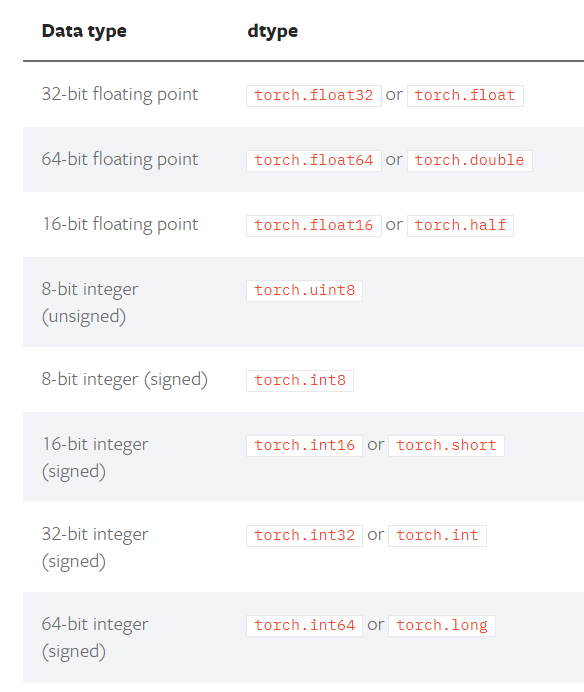 Data type dtype
32-bit floating point torch.float32 or torch.float
64-bit floating point torch.float64 or torch.double
16-bit floating point torch.float16 or torch.half
8-bit integer torch.uint8
(unsigned)
8-bit integer (signed) torch.int8
16-bit integer torch.int16 or torch.short
(signed)
32-bit integer torch.int32 or torch.int
(signed)
64-bit integer torch.int64 or torch.long
(signed)